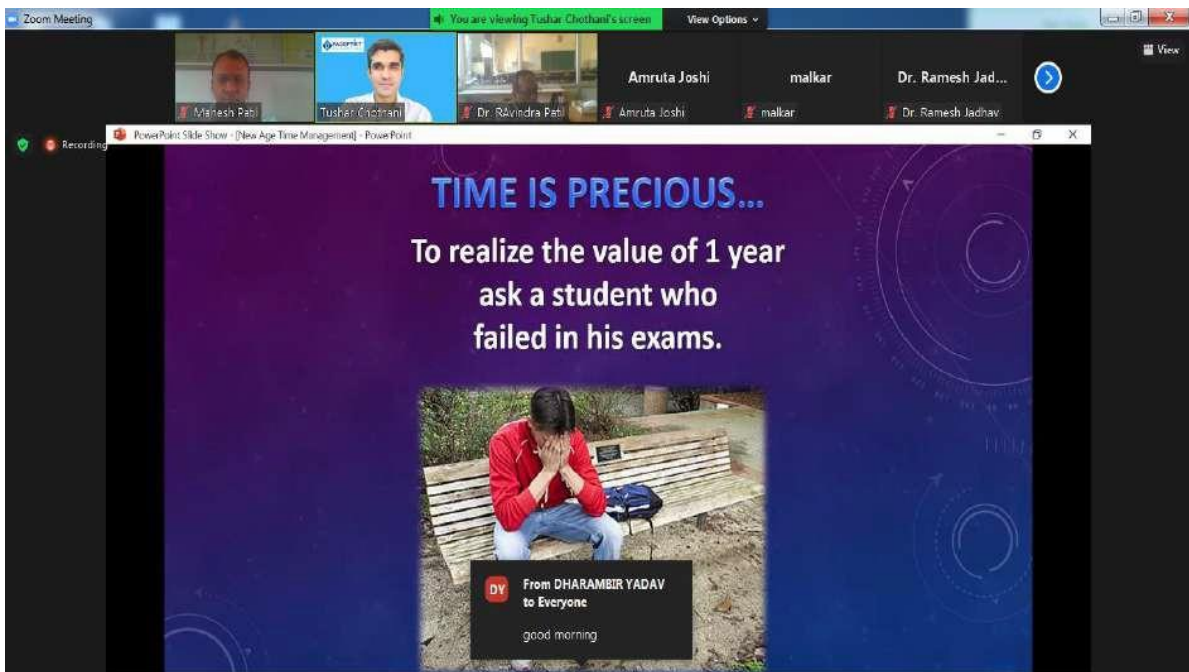 Zoom Meeting
You are viewing Tushar Chothani's screen
View Options
View
Amruta Joshi
malkar
Dr. Ramesh Jad...
Mahesh Patil
Tushar Chothani
Dr. RAvindra Patil
Amruta Joshi
malkar
Dr. Ramesh Jadhav
Recording
PowerPoint Slide Show - [New Age Time Management] - PowerPoint
TIME IS PRECIOUS...
To realize the value of 1 year
ask a student who
failed in his exams.
DY
From DHARAMBIR YADAV
to Everyone
good morning